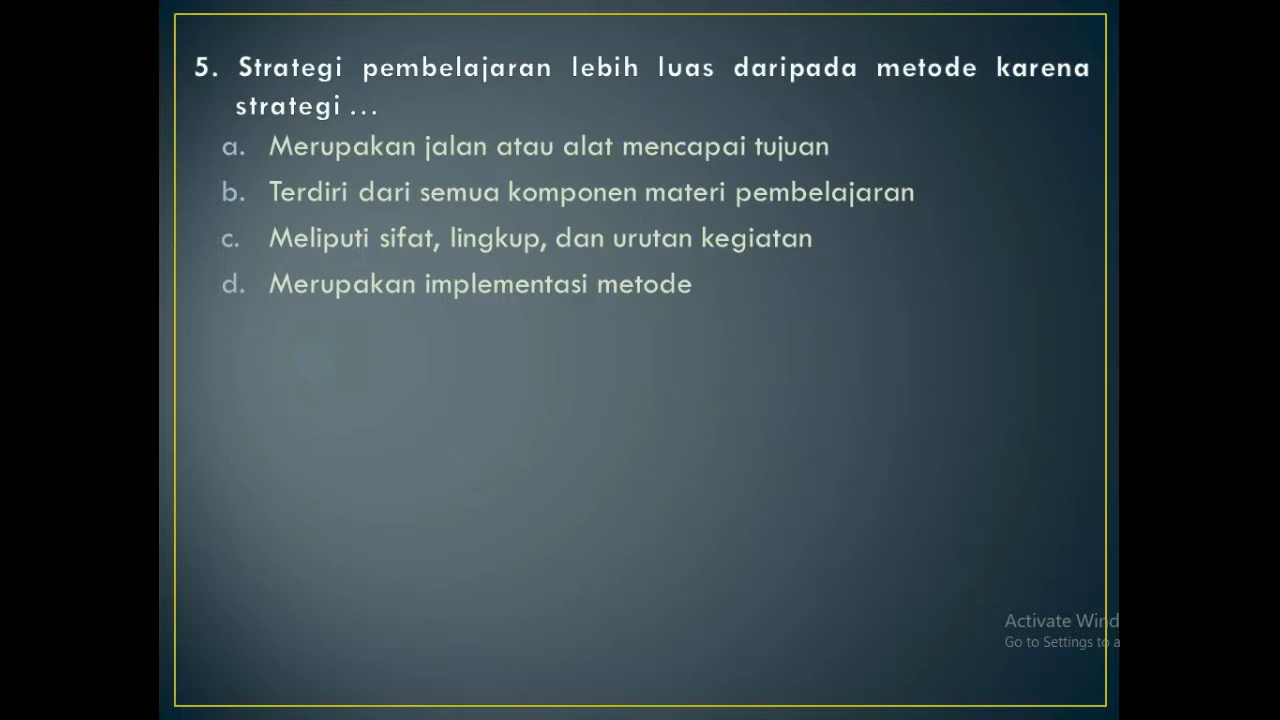 5. Strategi pembelajaran lebih luas daripada metode karena
strategi ...
a. Merupakan jalan atau alat mencapai tujuan
b. Terdiri dari semua komponen materi pembelajaran
c. Meliputi sifat, lingkup, dan urutan kegiatan
d. Merupakan implementasi metode
Activate Wind
Go to Settings to a